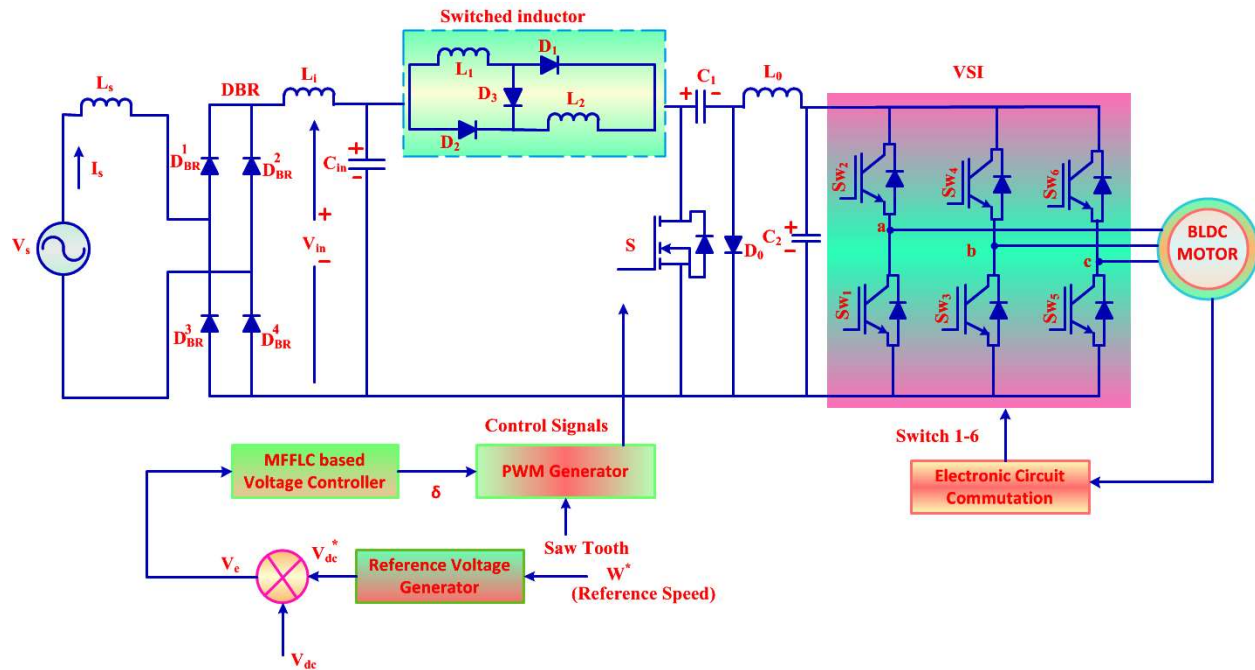 Switched inductor
L₁
D₁
D₃
L₂
D₂
Lₛ
DBR
Lᵢ
C₁
+ -
L₀
VSI
D¹BR
D²BR
+
Cin
-
Iₛ
Vₛ
+
Vin
-
S
D₀
+
C₂
-
Sw₂
Sw₄
Sw₆
a
b
c
BLDC
MOTOR
Sw₁
Sw₃
Sw₅
D³BR
D⁴BR
Control Signals
Switch 1-6
MFFLC based
Voltage Controller
δ
PWM Generator
Electronic Circuit
Commutation
Saw Tooth
Vₑ
Vdc*
Reference Voltage
Generator
W*
(Reference Speed)
Vdc